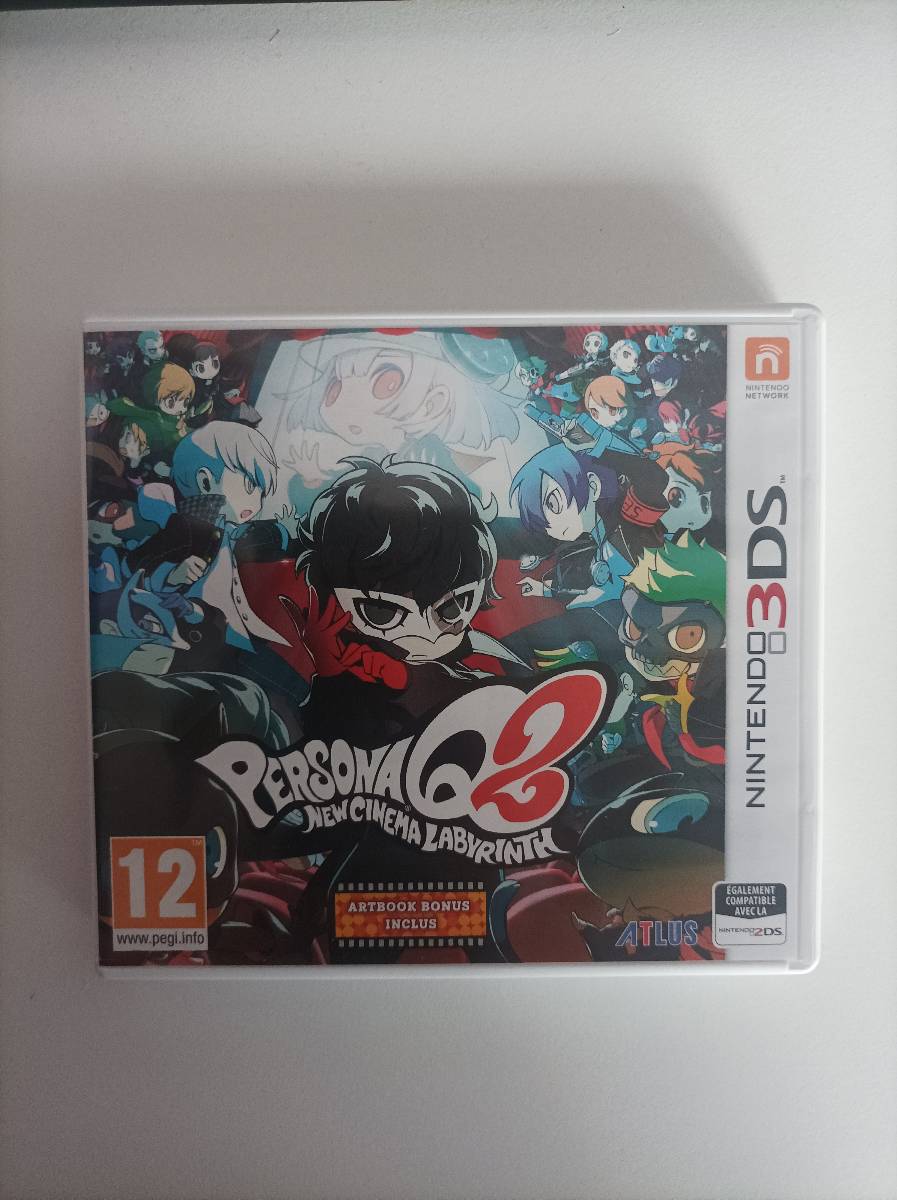 NINTENDO
NETWORK
NINTENDO 3DS™
PERSONA Q2
NEW CINEMA LABYRINTH
12
www.pegi.info
ARTBOOK BONUS
INCLUS
ATLUS
ÉGALEMENT
COMPATIBLE
AVEC LA
NINTENDO 2DS